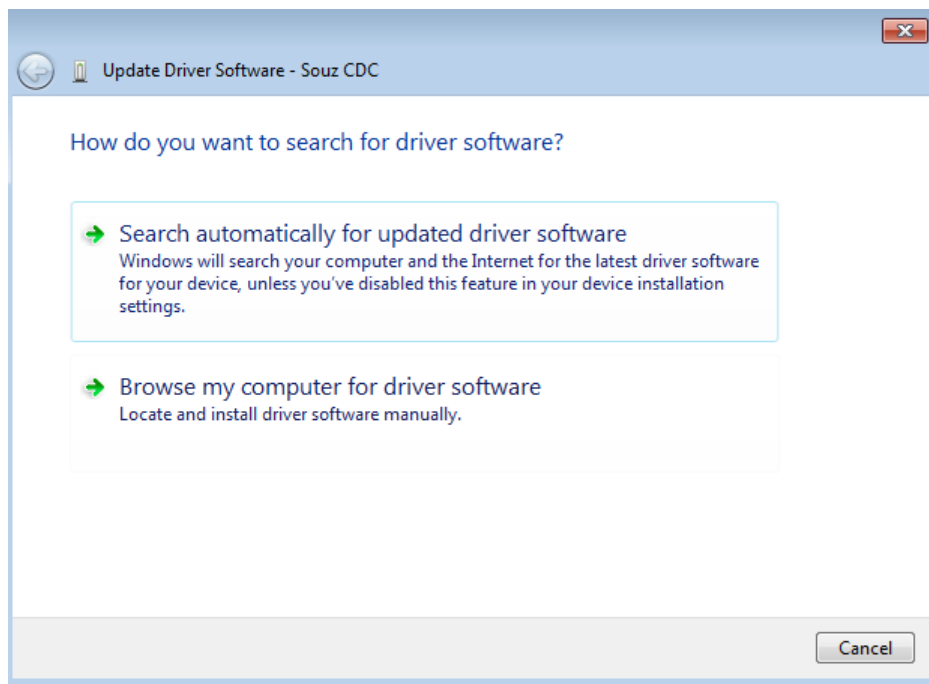 Update Driver Software - Souz CDC
How do you want to search for driver software?
Search automatically for updated driver software
Windows will search your computer and the Internet for the latest driver software
for your device, unless you've disabled this feature in your device installation
settings.
Browse my computer for driver software
Locate and install driver software manually.
Cancel